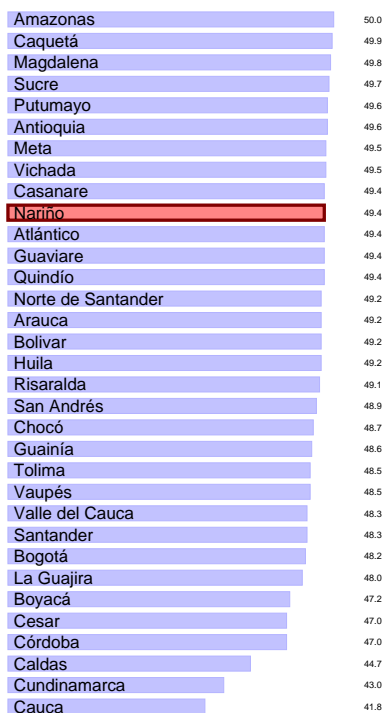 Amazonas 50.0
Caquetá 49.9
Magdalena 49.8
Sucre 49.7
Putumayo 49.6
Antioquia 49.6
Meta 49.5
Vichada 49.5
Casanare 49.4
Nariño 49.4
Atlántico 49.4
Guaviare 49.4
Quindío 49.4
Norte de Santander 49.2
Arauca 49.2
Bolivar 49.2
Huila 49.2
Risaralda 49.1
San Andrés 48.9
Chocó 48.7
Guainía 48.6
Tolima 48.5
Vaupés 48.5
Valle del Cauca 48.3
Santander 48.3
Bogotá 48.2
La Guajira 48.0
Boyacá 47.2
Cesar 47.0
Córdoba 47.0
Caldas 44.7
Cundinamarca 43.0
Cauca 41.8